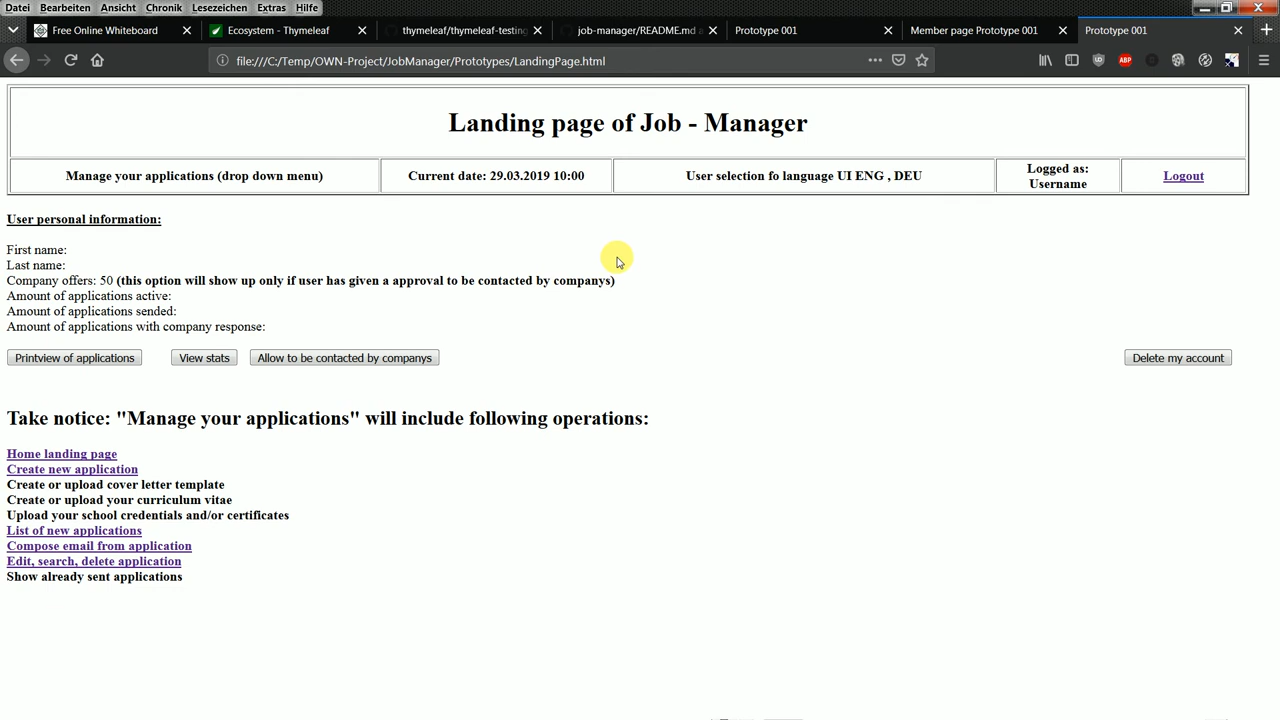 Datei Bearbeiten Ansicht Chronik Lesezeichen Extras Hilfe
Free Online Whiteboard
Ecosystem - Thymeleaf
thymeleaf/thymeleaf-testing
job-manager/README.md
Prototype 001
Member page Prototype 001
Prototype 001
file:///C:/Temp/OWN-Project/JobManager/Prototypes/LandingPage.html
ABP
Landing page of Job - Manager
Manage your applications (drop down menu)
Current date: 29.03.2019 10:00
User selection fo language UI ENG , DEU
Logged as:
Username
Logout
User personal information:
First name:
Last name:
Company offers: 50 (this option will show up only if user has given a approval to be contacted by companys)
Amount of applications active:
Amount of applications sended:
Amount of applications with company response:
Printview of applications
View stats
Allow to be contacted by companys
Delete my account
Take notice: "Manage your applications" will include following operations:
Home landing page
Create new application
Create or upload cover letter template
Create or upload your curriculum vitae
Upload your school credentials and/or certificates
List of new applications
Compose email from application
Edit, search, delete application
Show already sent applications